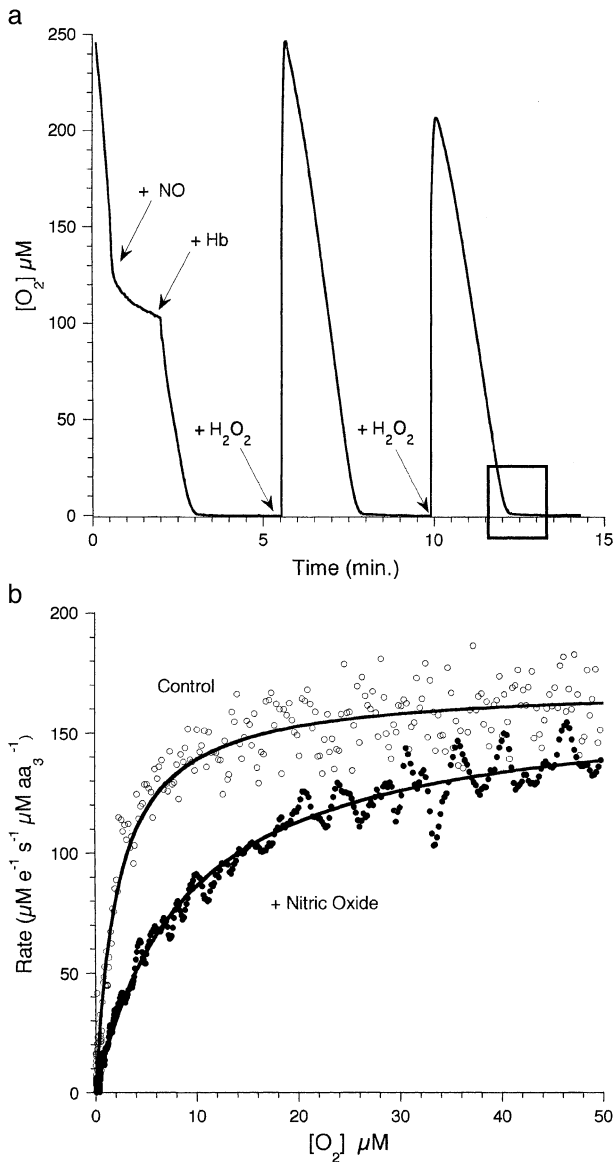 a
250
200
150
100
50
0
[O₂] µM
+ NO
+ Hb
+ H₂O₂
+ H₂O₂
0
5
10
15
Time (min.)
b
200
150
100
50
0
Rate (µM e⁻¹ s⁻¹ µM aa₃⁻¹)
Control
+ Nitric Oxide
0
10
20
30
40
50
[O₂] µM